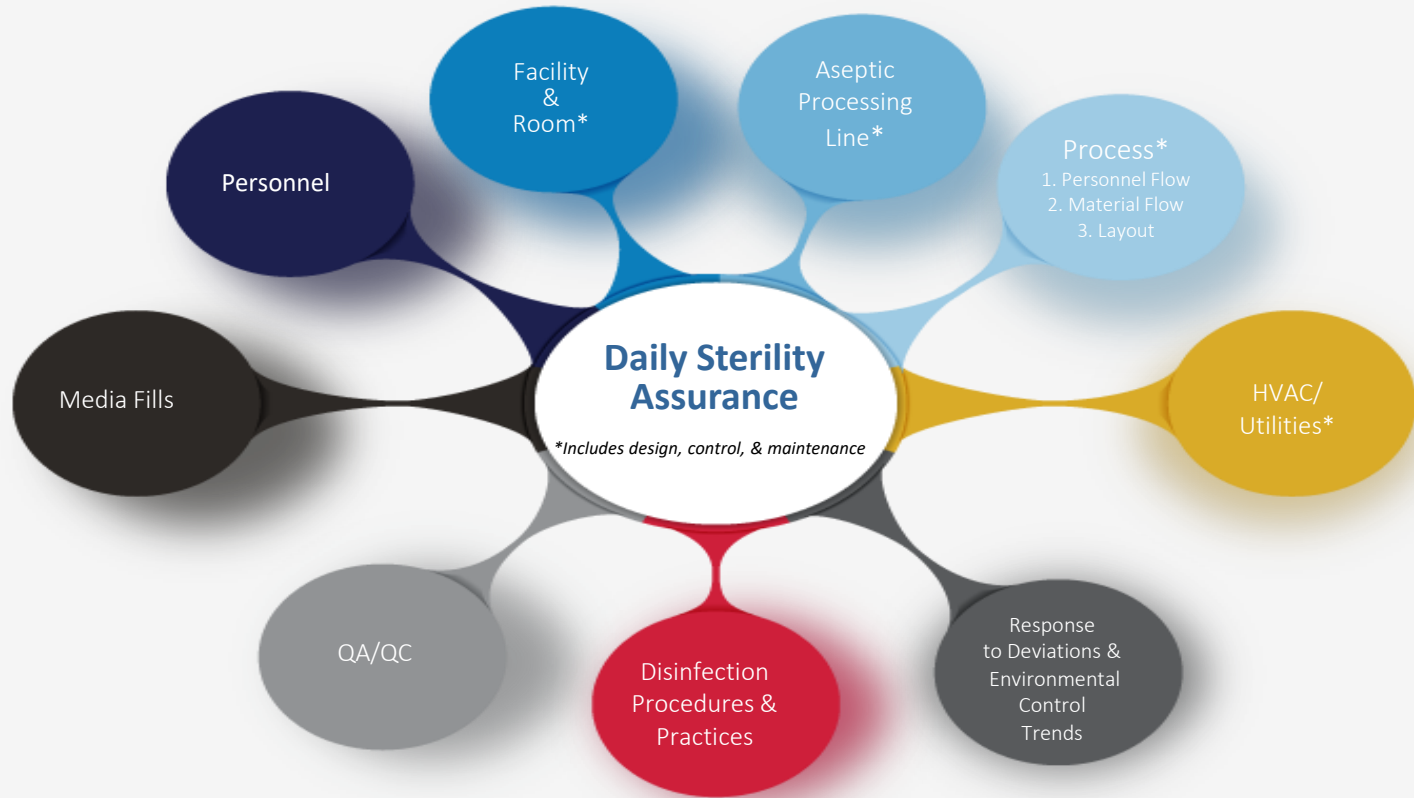 Facility
&
Room*
Aseptic
Processing
Line*
Personnel
Process*
1. Personnel Flow
2. Material Flow
3. Layout
Media Fills
Daily Sterility
Assurance
*Includes design, control, & maintenance
HVAC/
Utilities*
QA/QC
Disinfection
Procedures &
Practices
Response
to Deviations &
Environmental
Control
Trends